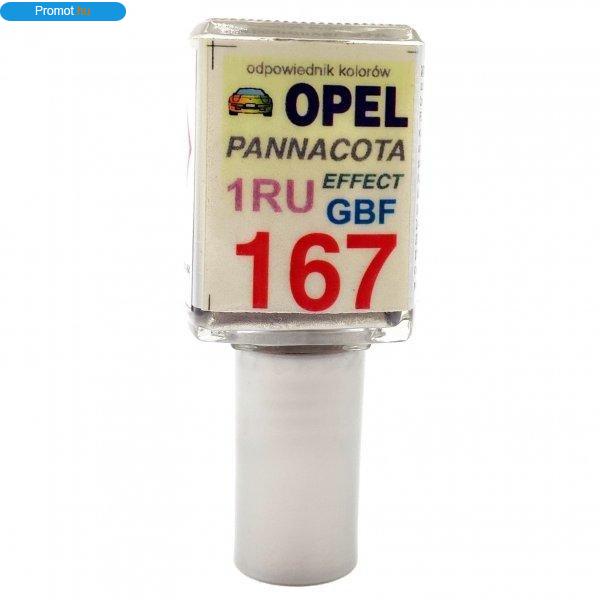 Promot.hu
odpowiednik kolorów
OPEL
PANNACOTA
EFFECT
1RU
GBF
167